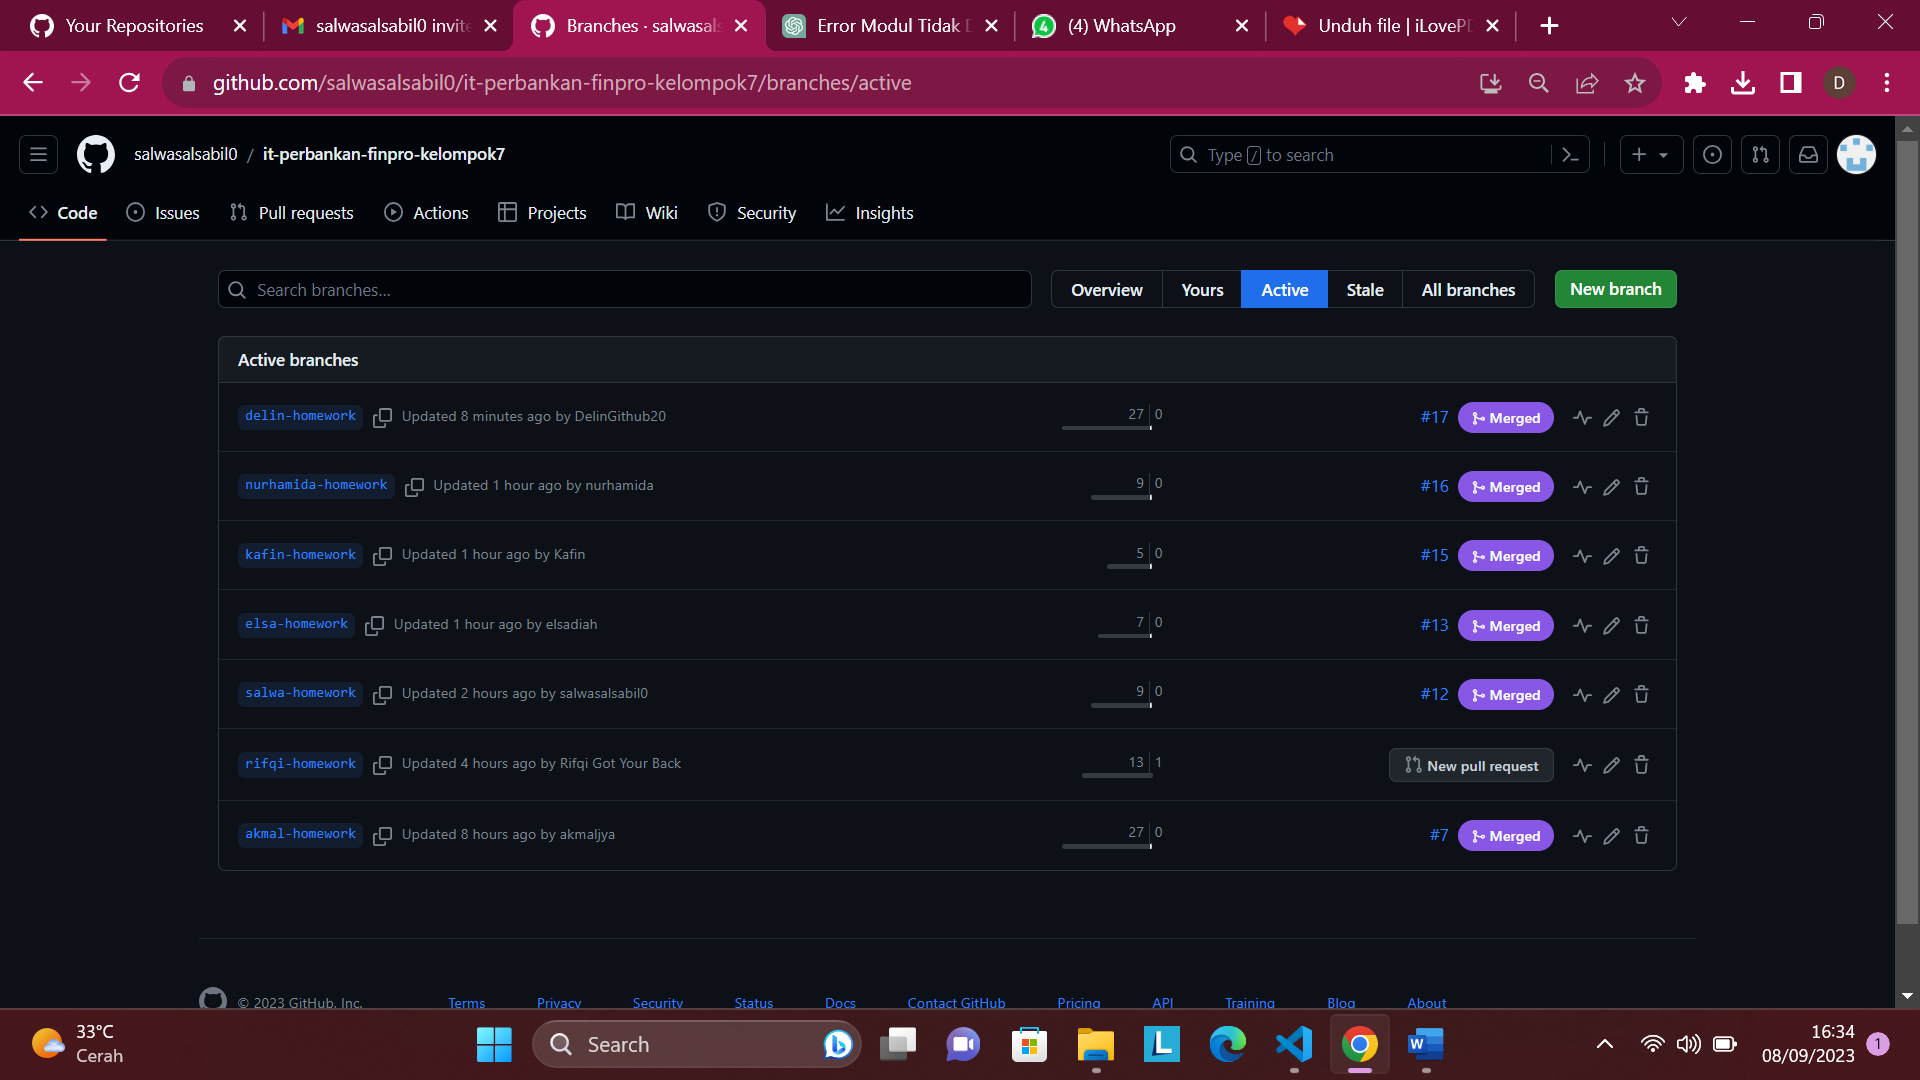 Your Repositories
salwasalsabil0 invite
Branches · salwasals
Error Modul Tidak D
(4) WhatsApp
Unduh file | iLovePD
github.com/salwasalsabil0/it-perbankan-finpro-kelompok7/branches/active
D
salwasalsabil0 / it-perbankan-finpro-kelompok7
Type / to search
Code
Issues
Pull requests
Actions
Projects
Wiki
Security
Insights
Search branches...
Overview
Yours
Active
Stale
All branches
New branch
Active branches
delin-homework Updated 8 minutes ago by DelinGithub20 27 | 0 #17 Merged
nurhamida-homework Updated 1 hour ago by nurhamida 9 | 0 #16 Merged
kafin-homework Updated 1 hour ago by Kafin 5 | 0 #15 Merged
elsa-homework Updated 1 hour ago by elsadiah 7 | 0 #13 Merged
salwa-homework Updated 2 hours ago by salwasalsabil0 9 | 0 #12 Merged
rifqi-homework Updated 4 hours ago by Rifqi Got Your Back 13 | 1 New pull request
akmal-homework Updated 8 hours ago by akmaljya 27 | 0 #7 Merged
© 2023 GitHub, Inc.
Terms
Privacy
Security
Status
Docs
Contact GitHub
Pricing
API
Training
Blog
About
33°C
Cerah
Search
L
W
16:34
08/09/2023
1